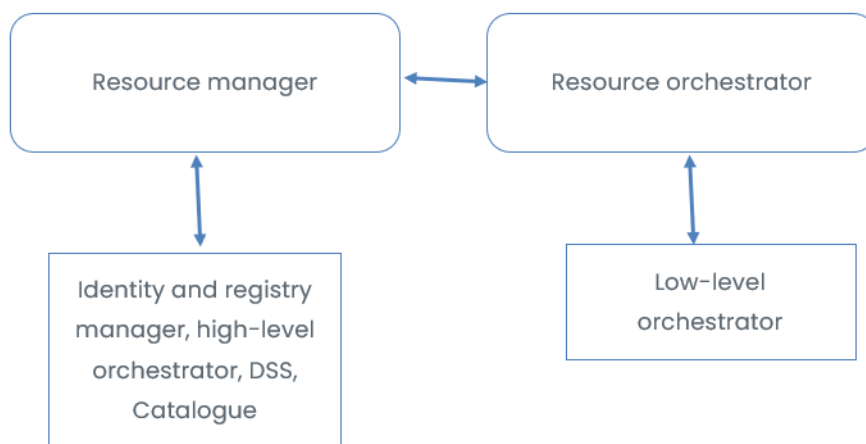 Resource manager
Resource orchestrator
Identity and registry
manager, high-level
orchestrator, DSS,
Catalogue
Low-level
orchestrator